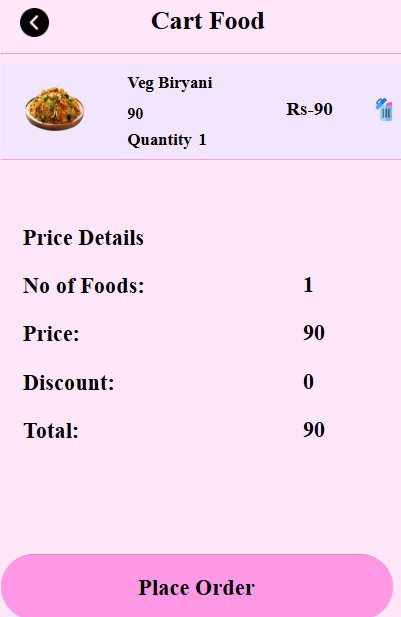 Cart Food
Veg Biryani
90
Quantity 1
Rs-90
Price Details
No of Foods: 1
Price: 90
Discount: 0
Total: 90
Place Order